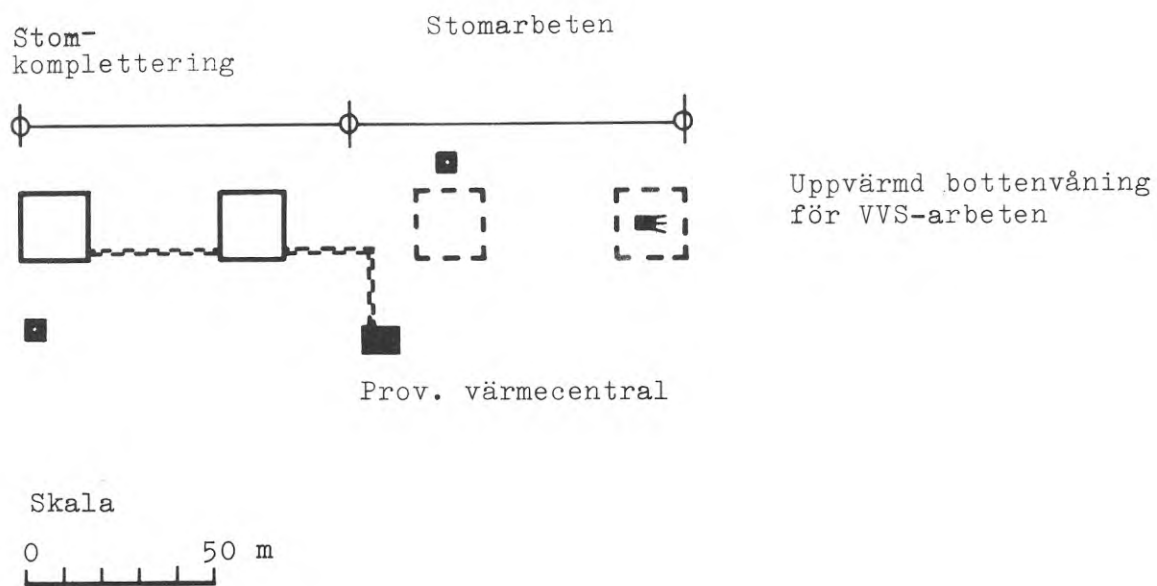 Stom-
komplettering
Stomarbeten
Uppvärmd bottenvåning
för VVS-arbeten
Prov. värmecentral
Skala
0 50 m